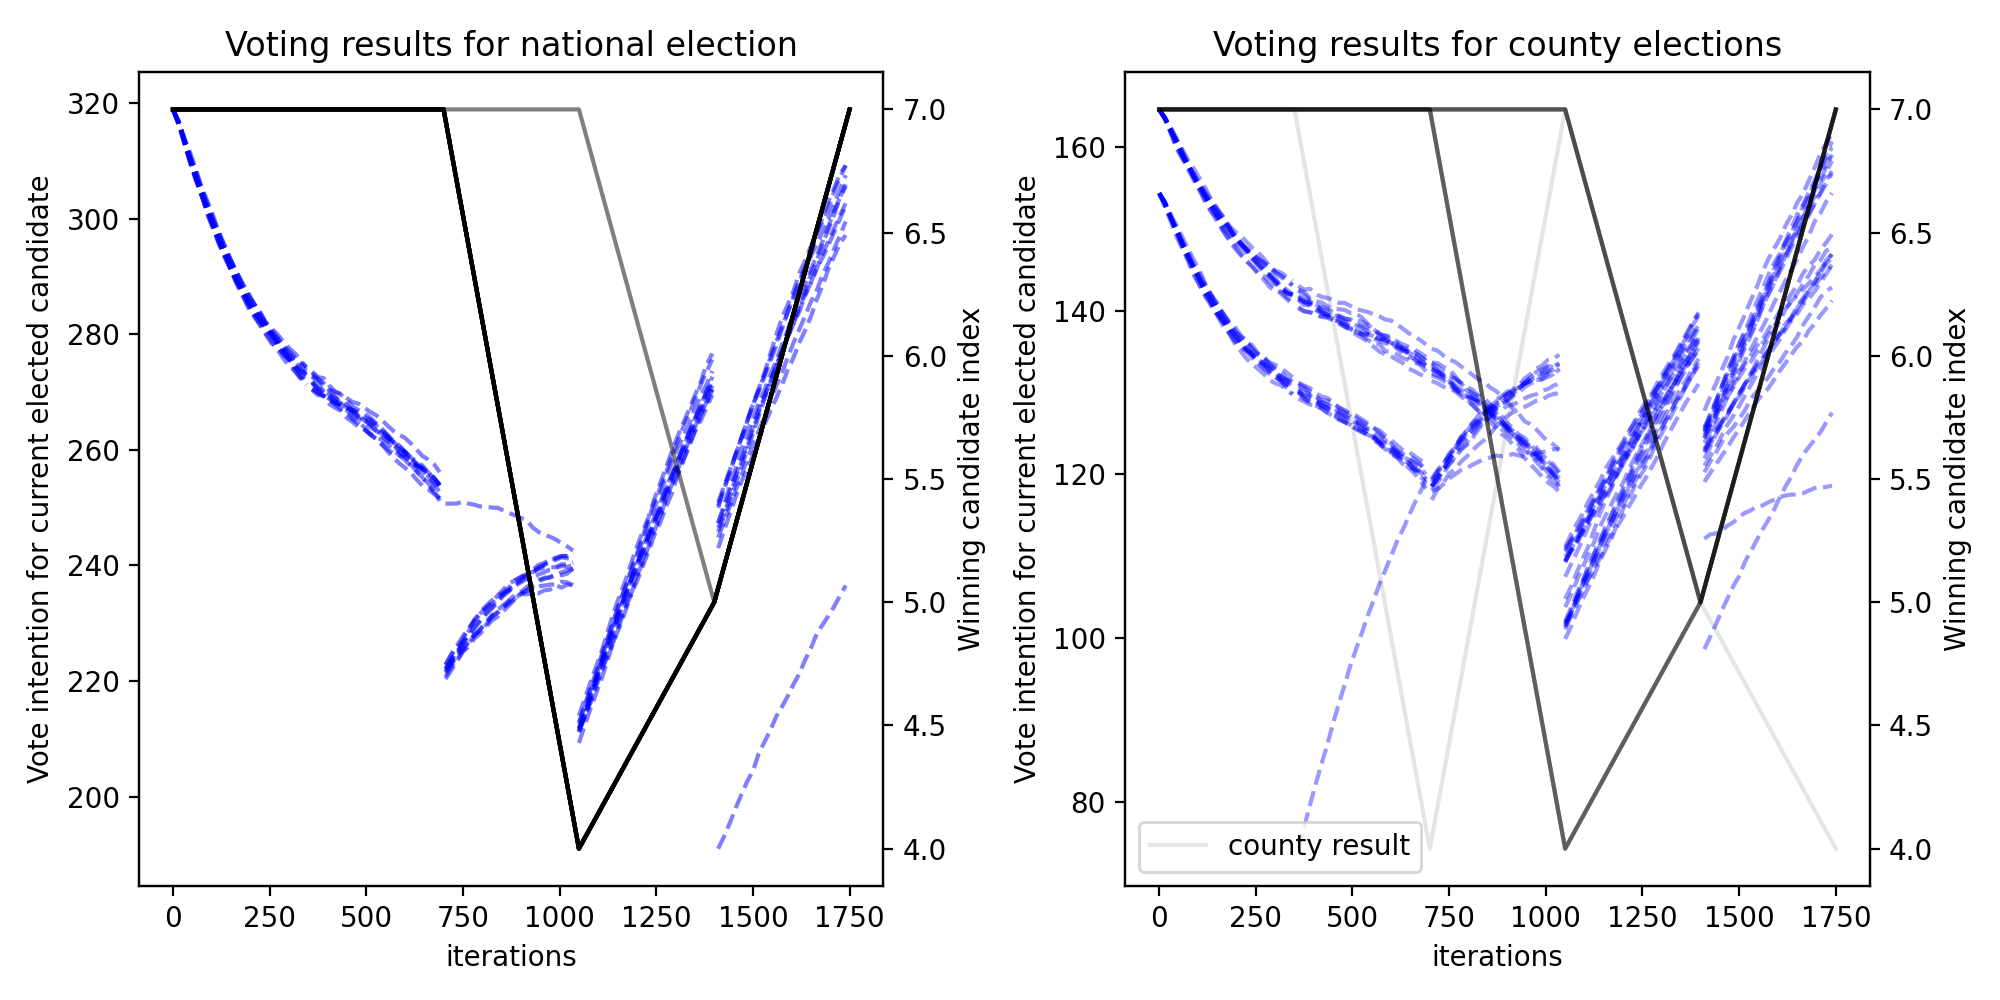 Voting results for national election
Vote intention for current elected candidate
320
300
280
260
240
220
200
0 250 500 750 1000 1250 1500 1750
iterations
7.0
6.5
6.0
5.5
5.0
4.5
4.0
Winning candidate index
Voting results for county elections
Vote intention for current elected candidate
160
140
120
100
80
county result
0 250 500 750 1000 1250 1500 1750
iterations
7.0
6.5
6.0
5.5
5.0
4.5
4.0
Winning candidate index